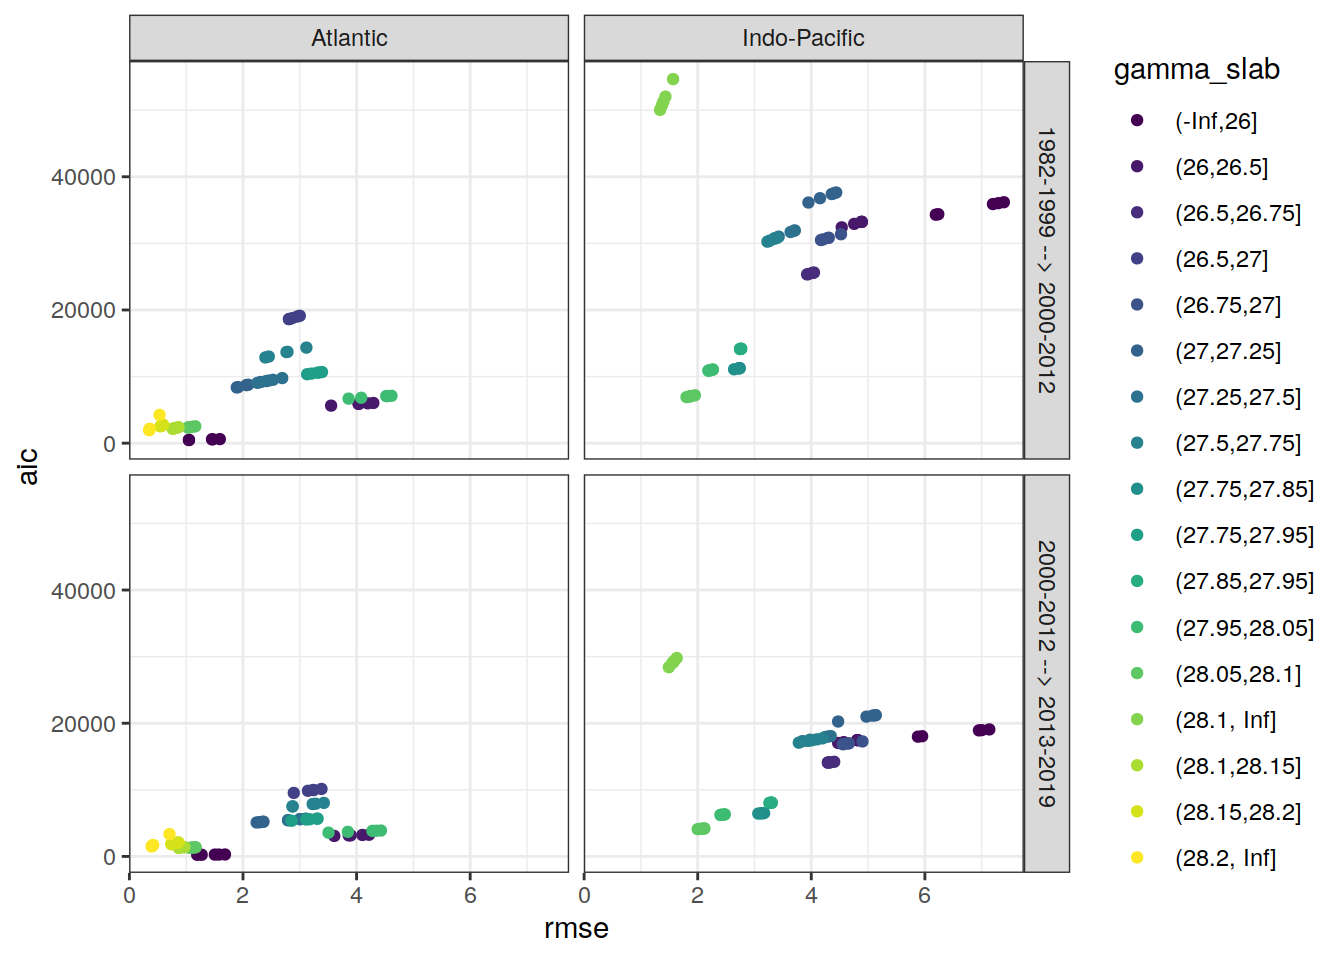 Atlantic
Indo-Pacific
1982-1999 --> 2000-2012
2000-2012 --> 2013-2019
40000
20000
0
40000
20000
0
aic
0
2
4
6
0
2
4
6
rmse
gamma_slab
(-Inf,26]
(26,26.5]
(26.5,26.75]
(26.5,27]
(26.75,27]
(27,27.25]
(27.25,27.5]
(27.5,27.75]
(27.75,27.85]
(27.75,27.95]
(27.85,27.95]
(27.95,28.05]
(28.05,28.1]
(28.1, Inf]
(28.1,28.15]
(28.15,28.2]
(28.2, Inf]